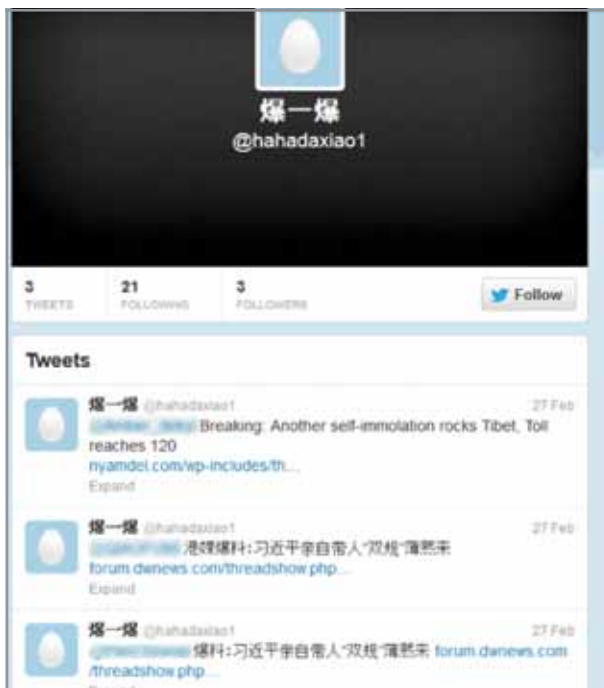 爆一爆
@hahadaxiao1
3
TWEETS
21
FOLLOWING
3
FOLLOWERS
Follow
Tweets
爆一爆 @hahadaxiao1 27 Feb
Breaking: Another self-immolation rocks Tibet, Toll
reaches 120
nyamdel.com/wp-includes/th...
Expand
爆一爆 @hahadaxiao1 27 Feb
港媒爆料:习近平亲自带人"双规"薄熙来
forum.dwnews.com/threadshow.php...
Expand
爆一爆 @hahadaxiao1 27 Feb
爆料:习近平亲自带人"双规"薄熙来 forum.dwnews.com
/threadshow.php...
Expand